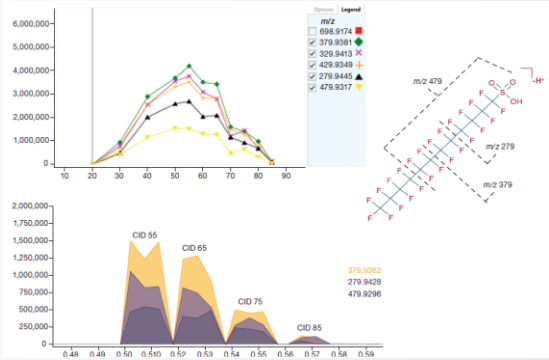 Options Legend
m/z
698.9174
379.9381
329.9413
429.9349
279.9445
479.9317
6,000,000
5,000,000
4,000,000
3,000,000
2,000,000
1,000,000
0
10 20 30 40 50 60 70 80 90
m/z 479
m/z 279
m/z 379
O O
S
OH
-H⁺
F F F F F F F F F F F F F F F F F
2,000,000
1,750,000
1,500,000
1,250,000
1,000,000
750,000
500,000
250,000
0
CID 55
CID 65
CID 75
CID 85
379.9362
279.9428
479.9296
0.48 0.49 0.50 0.510 0.52 0.53 0.54 0.55 0.56 0.57 0.58 0.59